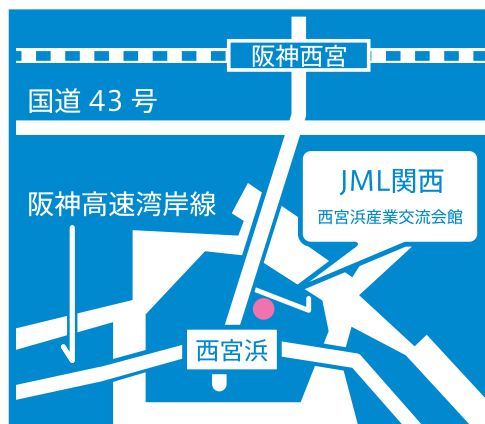 阪神西宮
国道 43 号
JML関西
西宮浜産業交流会館
阪神高速湾岸線
西宮浜